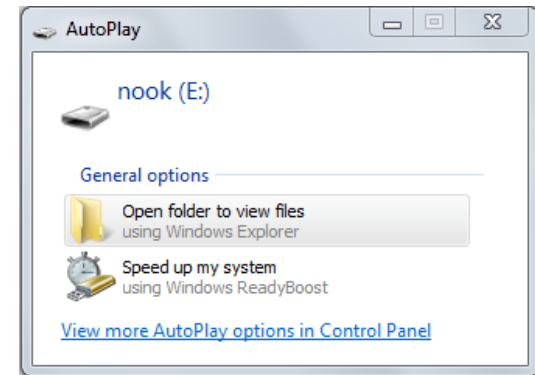 AutoPlay
nook (E:)
General options
Open folder to view files
using Windows Explorer
Speed up my system
using Windows ReadyBoost
View more AutoPlay options in Control Panel